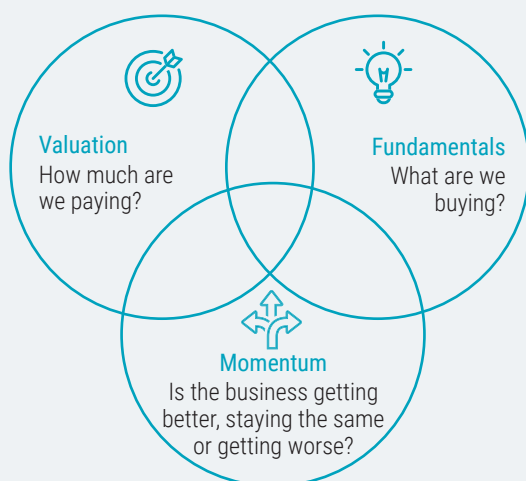 Valuation
How much are
we paying?
Fundamentals
What are we
buying?
Momentum
Is the business getting
better, staying the same
or getting worse?